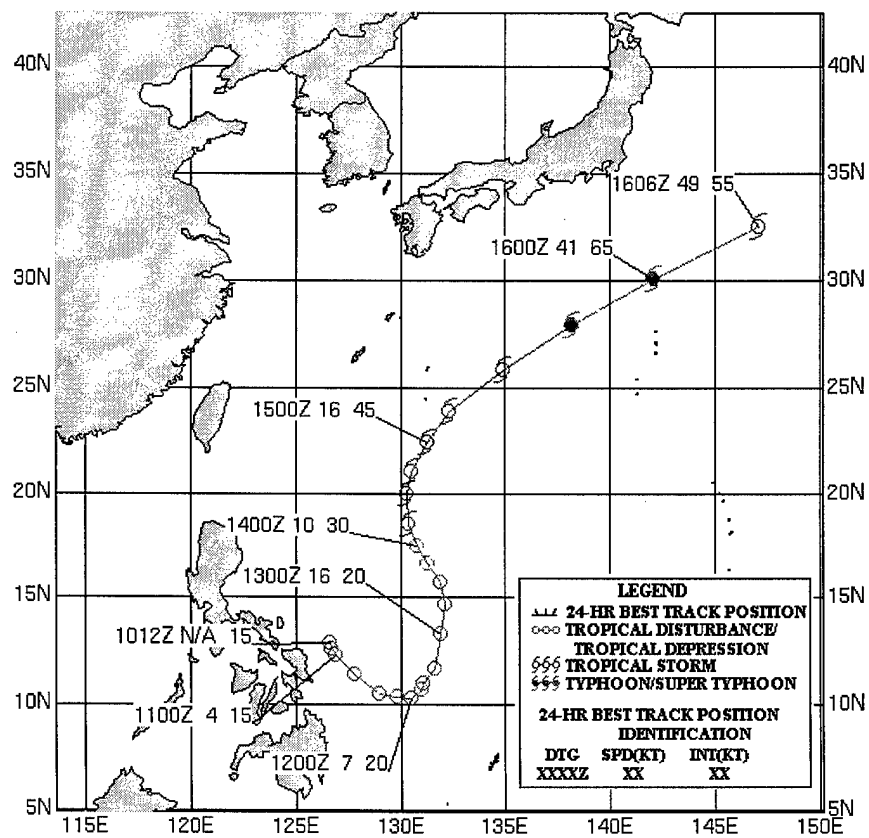 40N 40N
35N 35N
1606Z 49 55
1600Z 41 65
30N 30N
25N 25N
1500Z 16 45
20N 20N
1400Z 10 30
1300Z 16 20
15N 15N
LEGEND
24-HR BEST TRACK POSITION
TROPICAL DISTURBANCE/
TROPICAL DEPRESSION
TROPICAL STORM
TYPHOON/SUPER TYPHOON
1012Z N/A 15
10N 10N
1100Z 4 15
24-HR BEST TRACK POSITION
IDENTIFICATION
DTG SPD(KT) INT(KT)
XXXXZ XX XX
1200Z 7 20
5N 5N
115E 120E 125E 130E 135E 140E 145E 150E